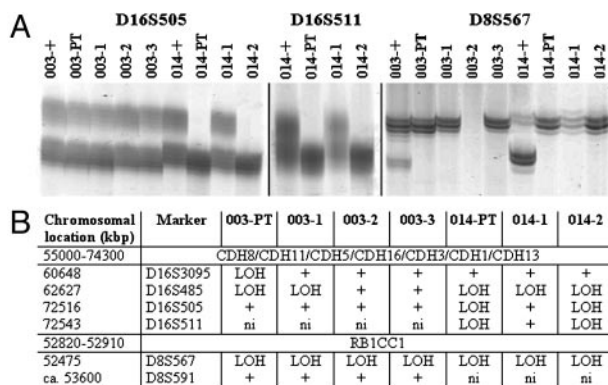 A
D16S505 D16S511 D8S567
003-+ 003-PT 003-1 003-2 003-3 014-+ 014-PT 014-1 014-2 014-+ 014-PT 014-1 014-2 003-+ 003-PT 003-1 003-2 003-3 014-+ 014-PT 014-1 014-2
B
Chromosomal location (kbp) Marker 003-PT 003-1 003-2 003-3 014-PT 014-1 014-2
55000-74300 CDH8/CDH11/CDH5/CDH16/CDH3/CDH1/CDH13
60648 D16S3095 LOH + + + + + +
62627 D16S485 LOH LOH + + LOH LOH LOH
72516 D16S505 + + + + LOH + LOH
72543 D16S511 ni ni ni ni LOH + LOH
52820-52910 RB1CC1
52475 D8S567 LOH LOH LOH LOH LOH LOH LOH
ca. 53600 D8S591 + + + + ni ni ni